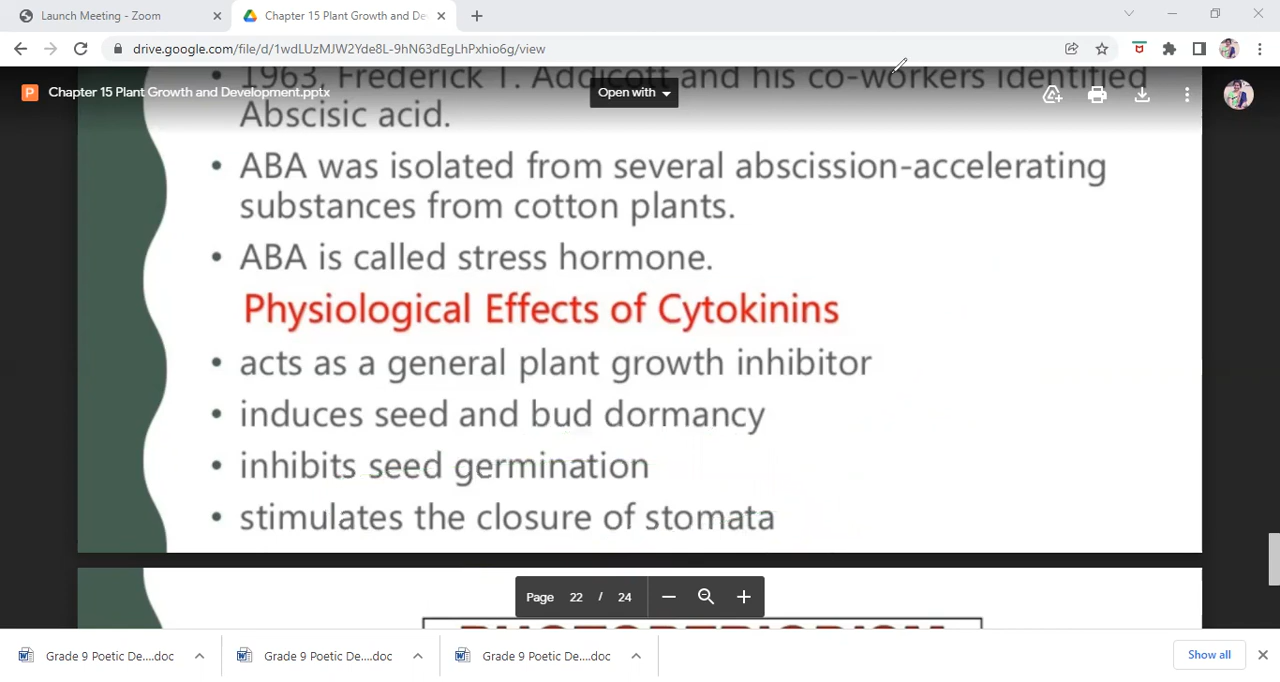 Launch Meeting - Zoom
Chapter 15 Plant Growth and De
drive.google.com/file/d/1wdLUzMJW2Yde8L-9hN63dEgLhPxhio6g/view
Chapter 15 Plant Growth and Development.pptx
Open with
• 1963, Frederick T. Addicott and his co-workers identified
Abscisic acid.
• ABA was isolated from several abscission-accelerating
substances from cotton plants.
• ABA is called stress hormone.
Physiological Effects of Cytokinins
• acts as a general plant growth inhibitor
• induces seed and bud dormancy
• inhibits seed germination
• stimulates the closure of stomata
Page 22 / 24
PHOTOPERIODISM
Grade 9 Poetic De....doc
Grade 9 Poetic De....doc
Grade 9 Poetic De....doc
Show all